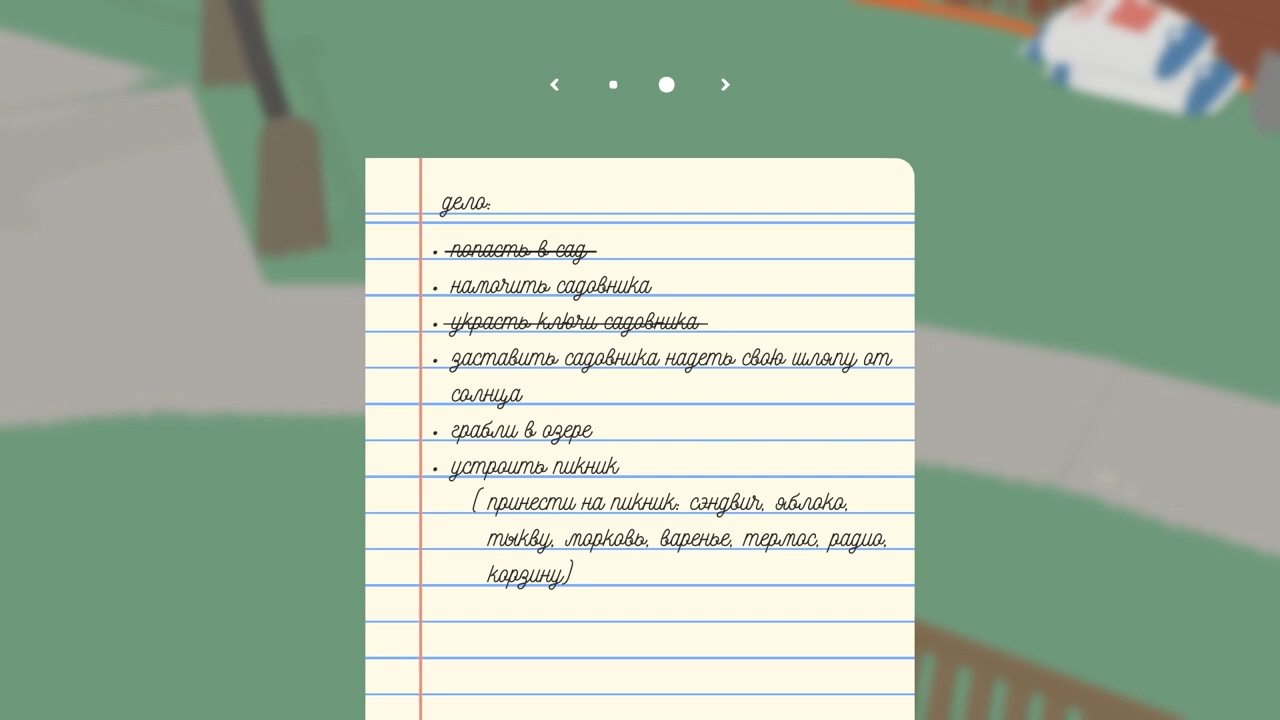 дело:
• попасть в сад
• намочить садовника
• украсть ключи садовника
• заставить садовника надеть свою шляпу от
солнца
• грабли в озере
• устроить пикник
( принести на пикник: сэндвич, яблоко,
тыкву, морковь, варенье, термос, радио,
корзину)